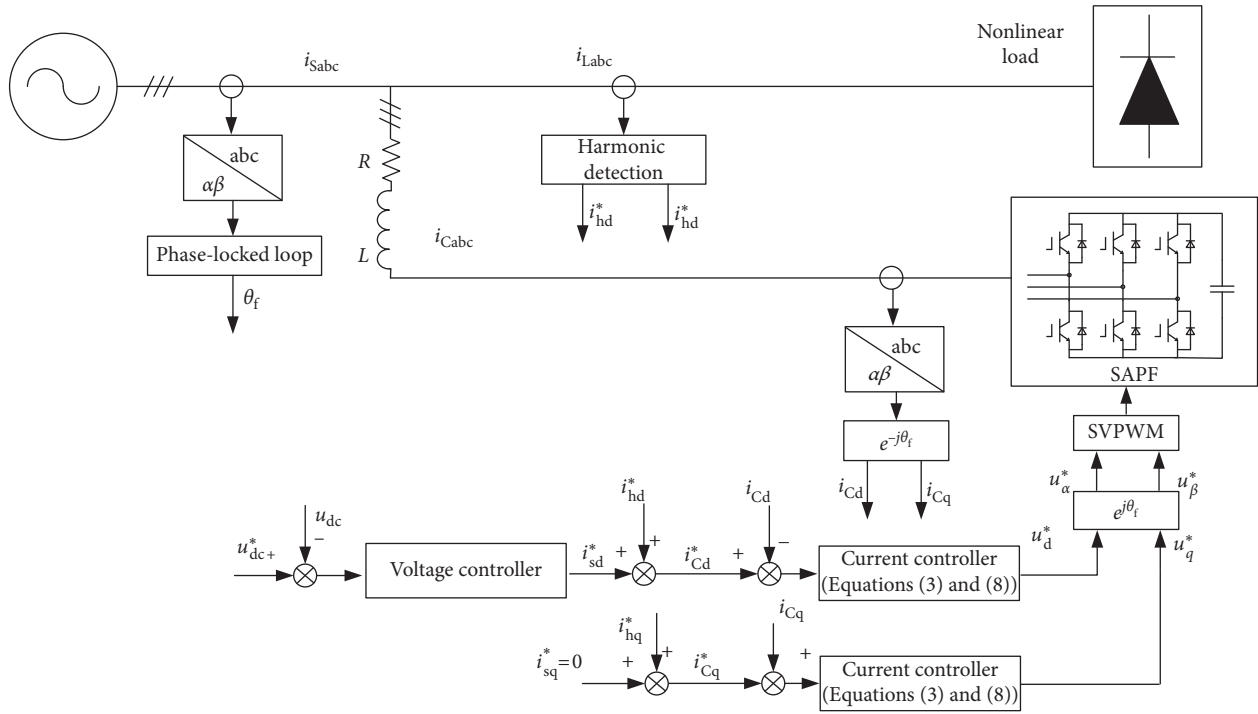 Nonlinear
load
i_Sabc
i_Labc
abc
αβ
Phase-locked loop
θ_f
R
L
i_Cabc
Harmonic
detection
i*_hd
i*_hd
SAPF
abc
αβ
e^{-jθ_f}
i_Cd
i_Cq
SVPWM
u*_α
u*_β
e^{jθ_f}
u*_d
u*_q
u*_dc +
u_dc
−
Voltage controller
i*_sd
+
i*_hd
+
i*_Cd
+
i_Cd
−
Current controller
(Equations (3) and (8))
i*_sq = 0
+
i*_hq
+
i*_Cq
i_Cq
+
Current controller
(Equations (3) and (8))